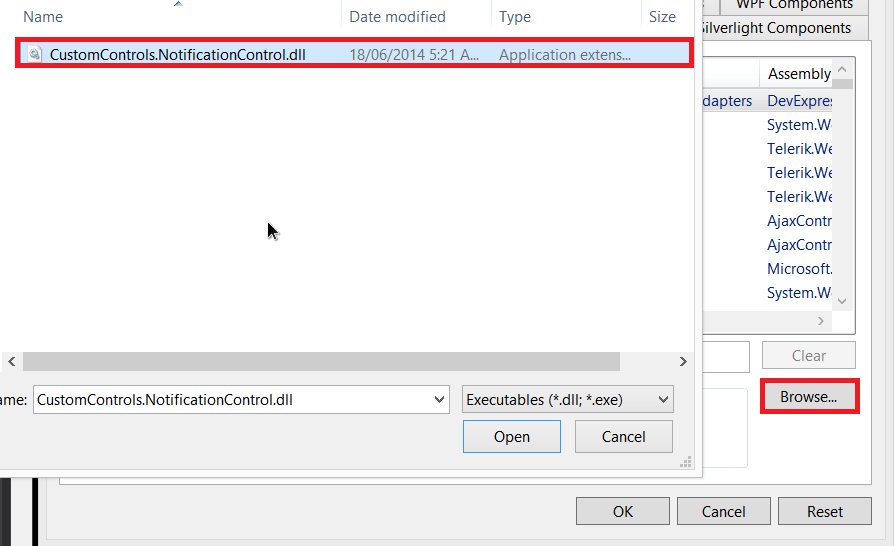 WPF Components
Name Date modified Type Size
Silverlight Components
CustomControls.NotificationControl.dll 18/06/2014 5:21 A... Application extens...
Assembly
dapters DevExpres
System.We
Telerik.We
Telerik.We
Telerik.We
AjaxContr
AjaxContr
Microsoft.
System.We
Clear
ame: CustomControls.NotificationControl.dll Executables (*.dll; *.exe)
Browse...
Open Cancel
OK Cancel Reset